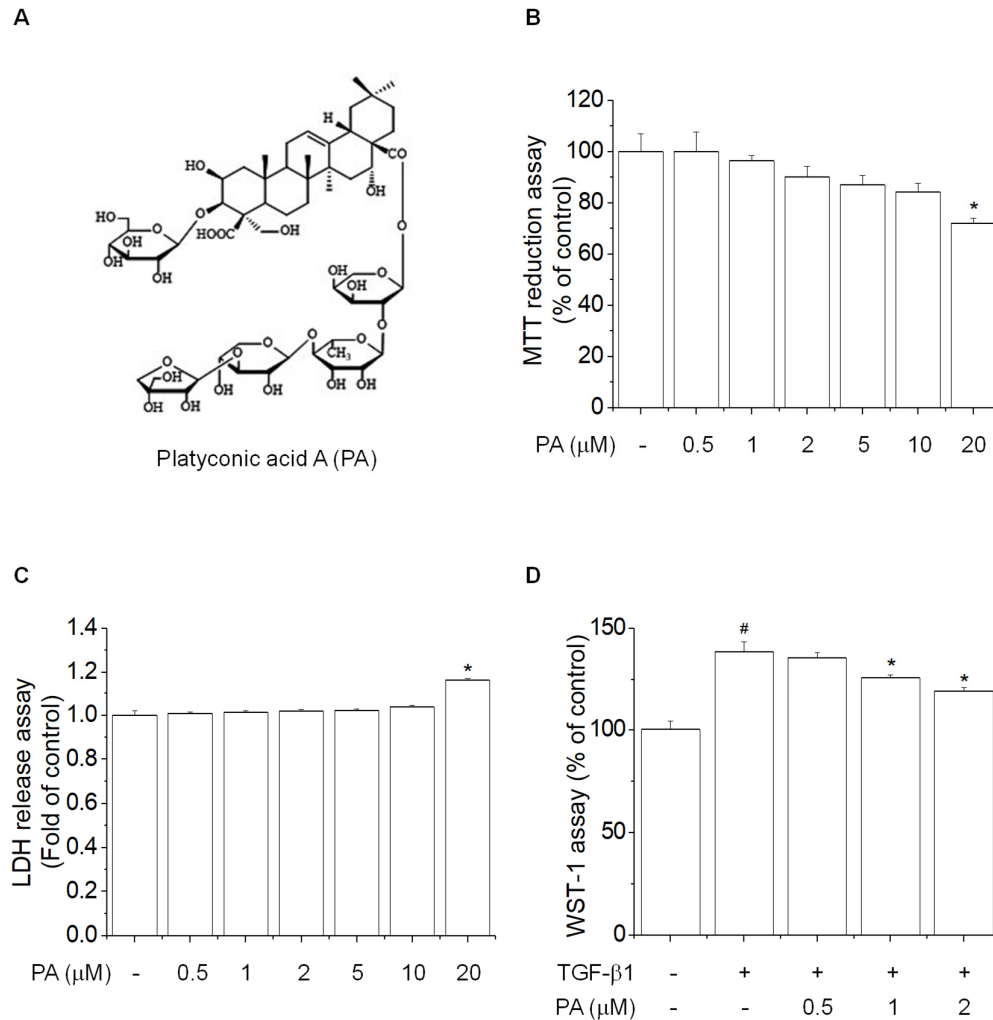 A
H
HO
CO
OH
O
HO
HOOC
OH
O
OH
HO
OH
O
O
OH
O
OH
O
O
O
O
O
O
CH₃
O
OH
OH
OH
OH
OH
OH
OH
OH
Platyconic acid A (PA)
B
MTT reduction assay
(% of control)
120
100
80
60
40
20
0
*
PA (μM) - 0.5 1 2 5 10 20
C
LDH release assay
(Fold of control)
1.4
1.2
1.0
0.8
0.6
0.4
0.2
0.0
*
PA (μM) - 0.5 1 2 5 10 20
D
WST-1 assay (% of control)
150
100
50
0
#
*
*
TGF-β1 - + + + +
PA (μM) - - 0.5 1 2